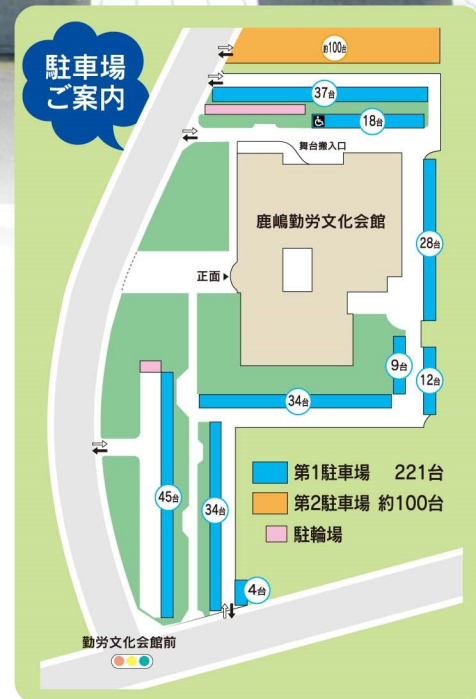 駐車場
ご案内
約100台
37台
18台
舞台搬入口
鹿嶋勤労文化会館
28台
正面
9台
12台
34台
第1駐車場 221台
第2駐車場 約100台
駐輪場
45台
34台
4台
勤労文化会館前